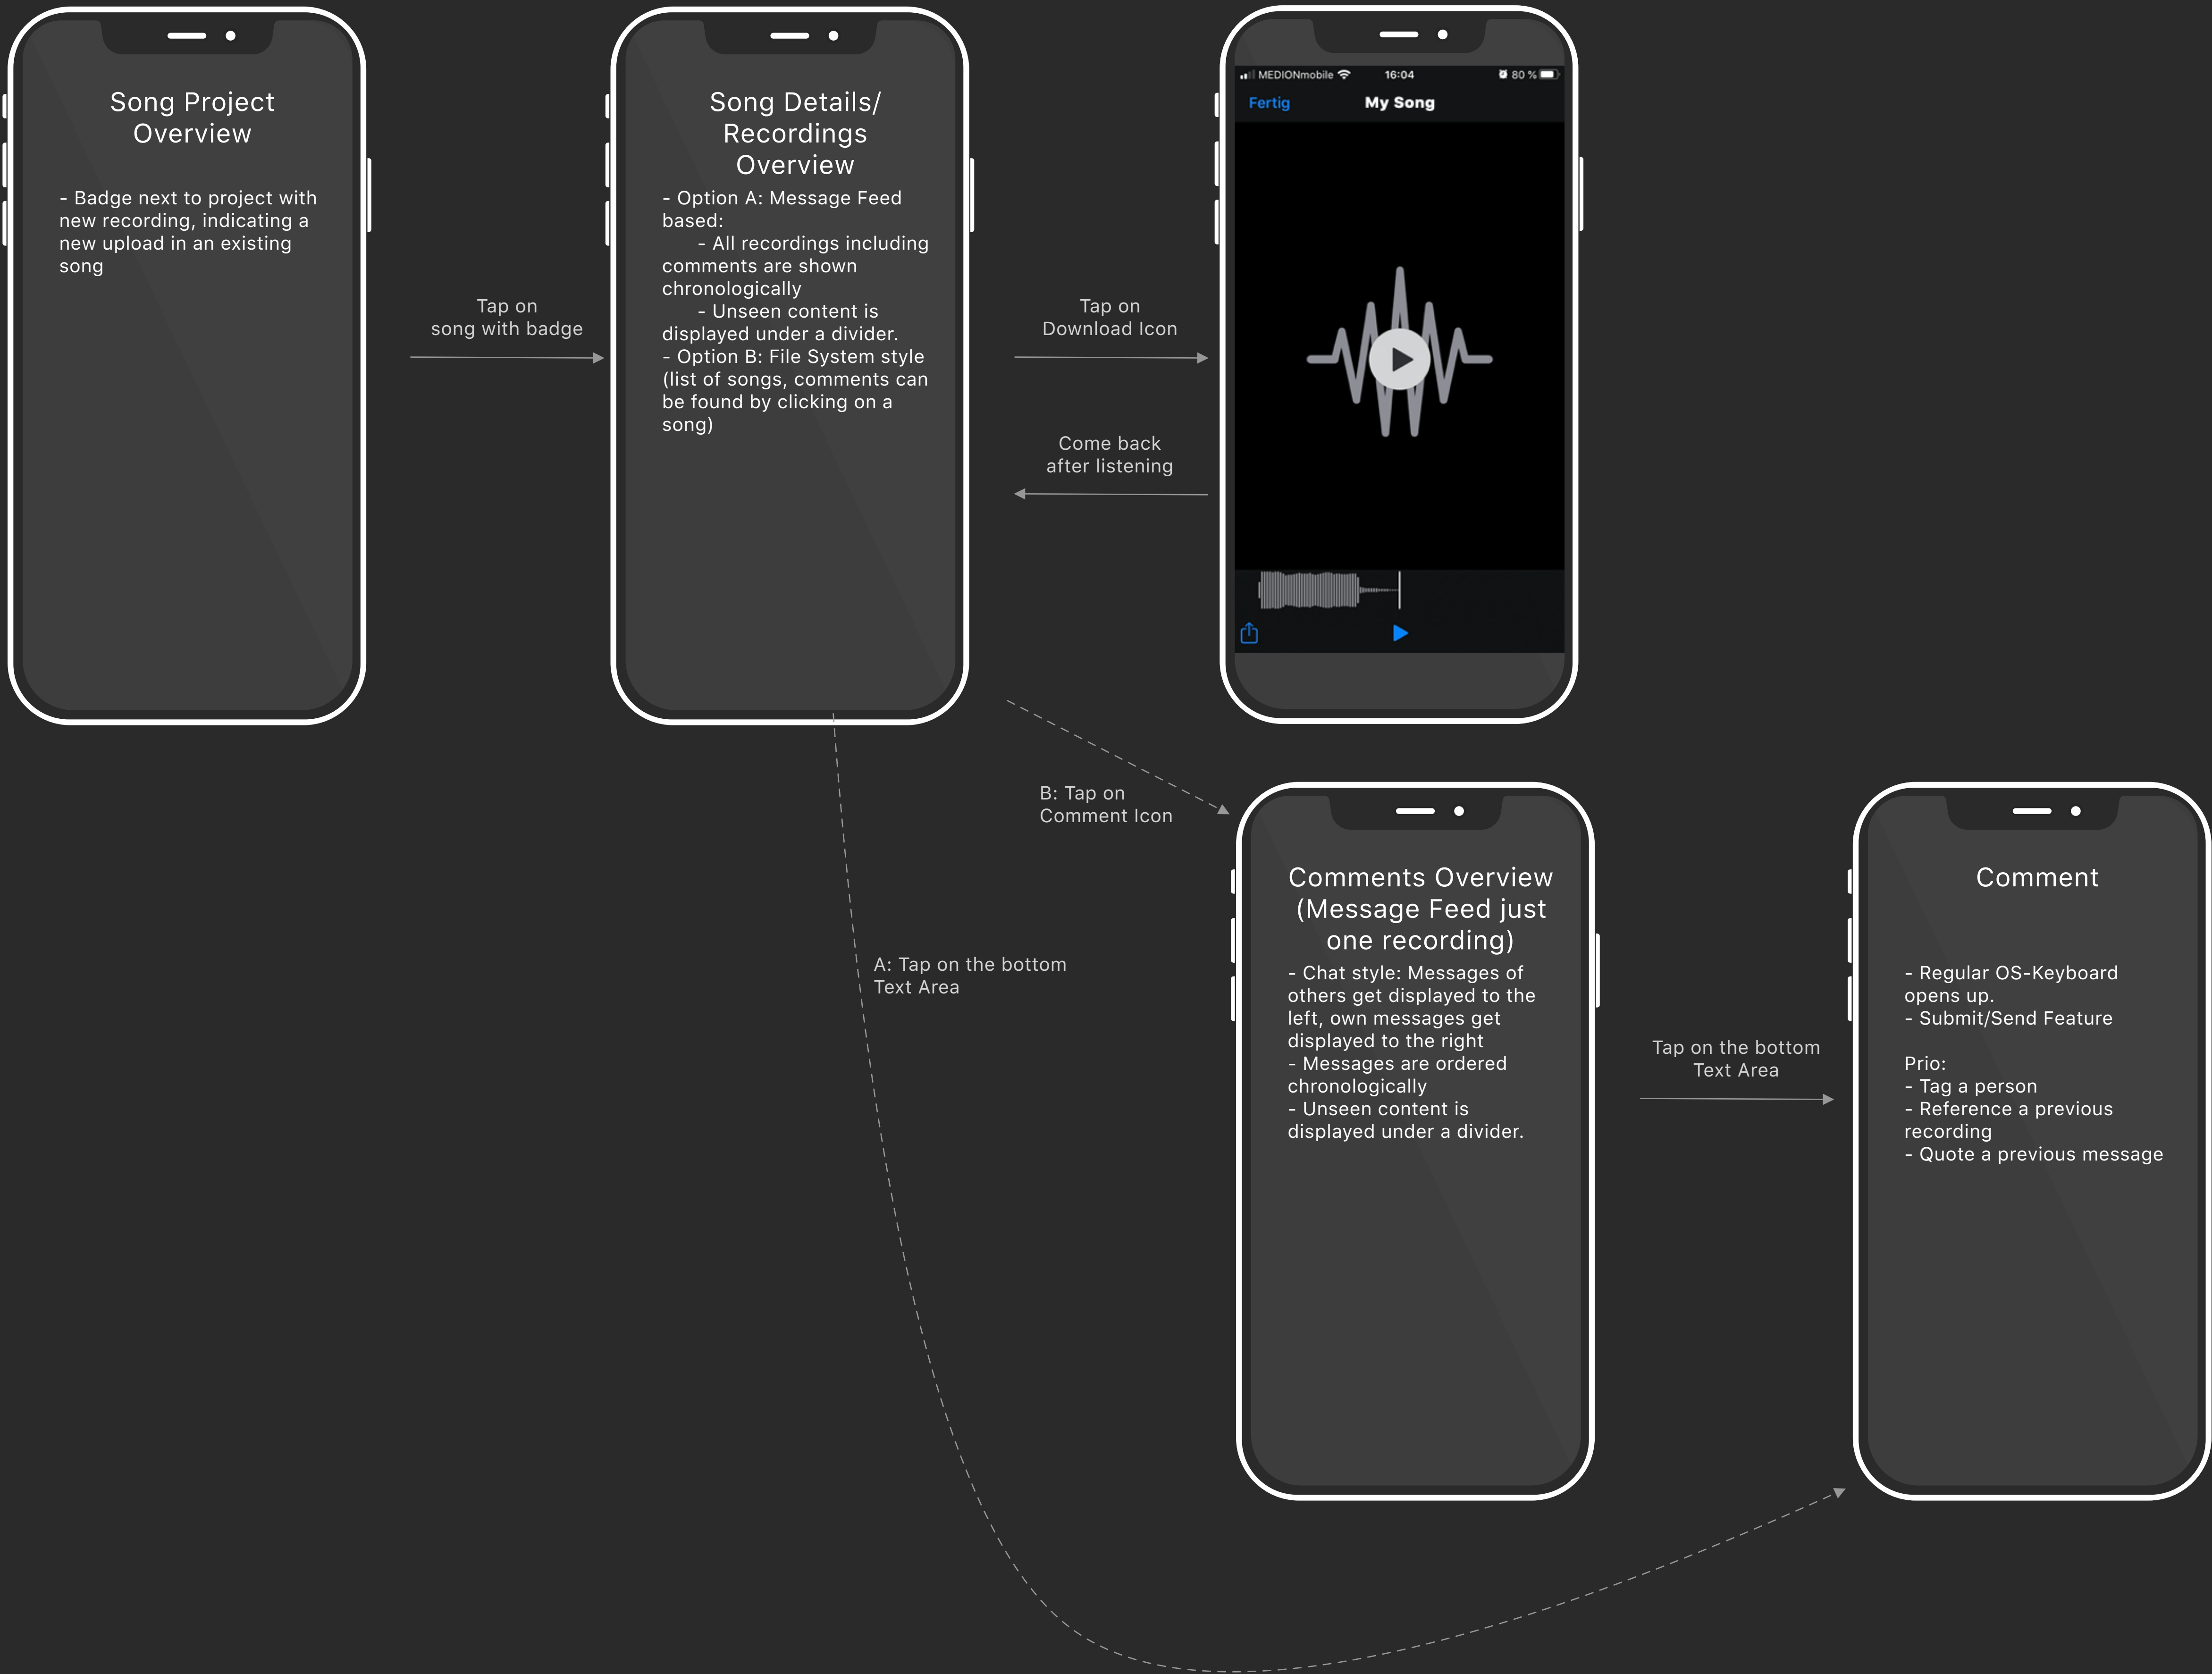 Song Project
Overview
- Badge next to project with
new recording, indicating a
new upload in an existing
song
Tap on
song with badge
Song Details/
Recordings
Overview
- Option A: Message Feed
based:
- All recordings including
comments are shown
chronologically
- Unseen content is
displayed under a divider.
- Option B: File System style
(list of songs, comments can
be found by clicking on a
song)
Tap on
Download Icon
Come back
after listening
MEDIONmobile 16:04 80 %
Fertig My Song
B: Tap on
Comment Icon
A: Tap on the bottom
Text Area
Comments Overview
(Message Feed just
one recording)
- Chat style: Messages of
others get displayed to the
left, own messages get
displayed to the right
- Messages are ordered
chronologically
- Unseen content is
displayed under a divider.
Tap on the bottom
Text Area
Comment
- Regular OS-Keyboard
opens up.
- Submit/Send Feature
Prio:
- Tag a person
- Reference a previous
recording
- Quote a previous message